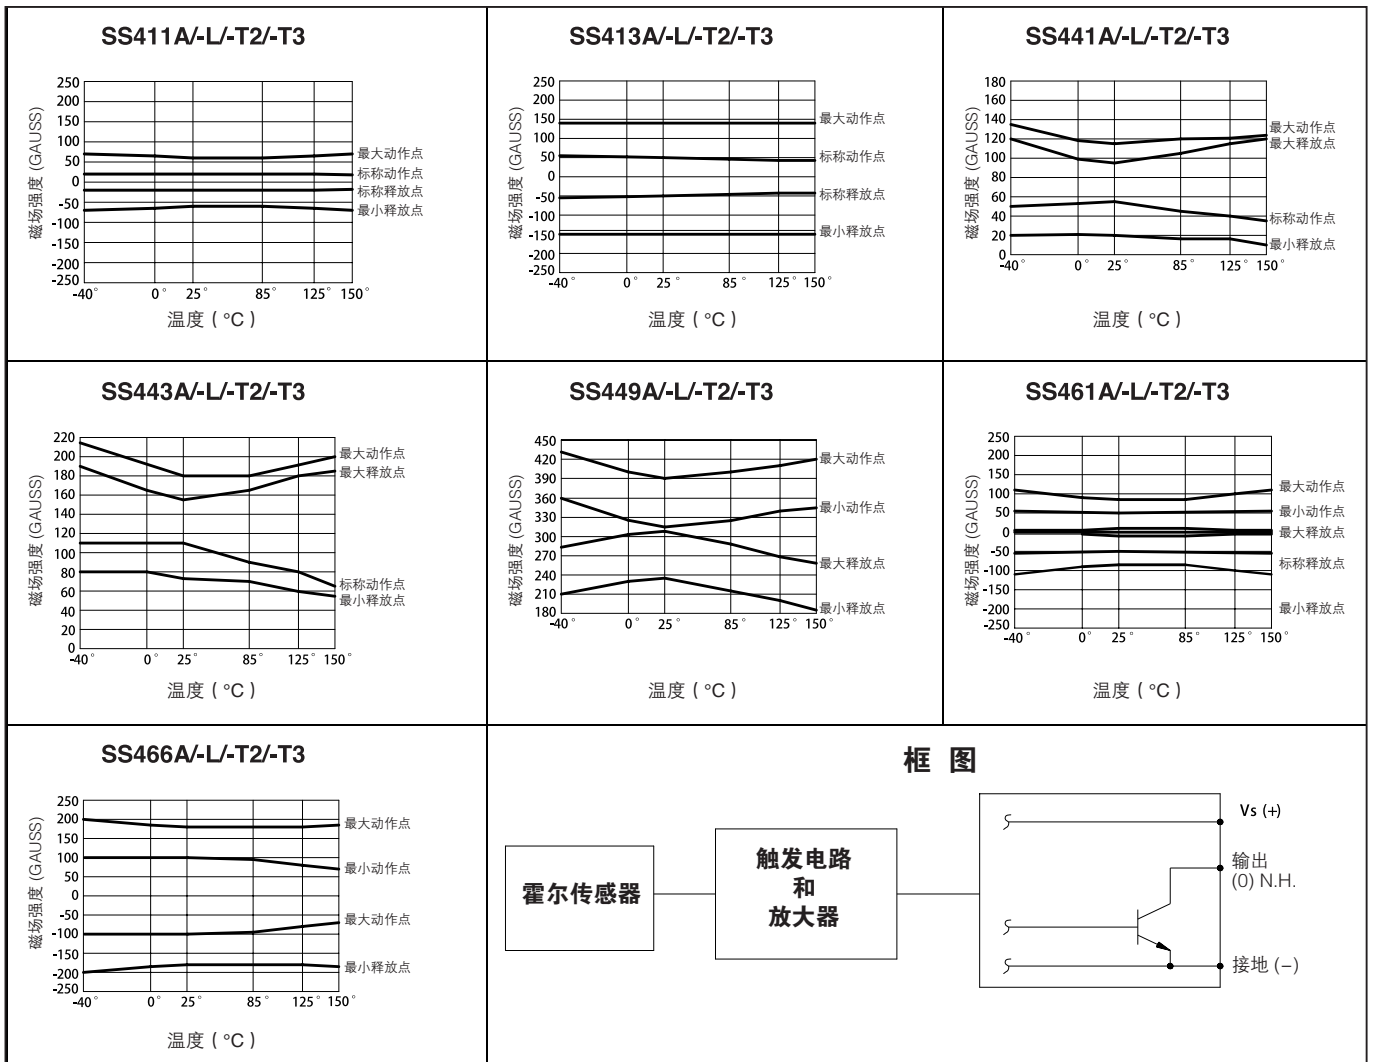 SS411A/-L/-T2/-T3
磁场强度 (GAUSS)
250
200
150
100
50
0
-50
-100
-150
-200
-250
最大动作点
标称动作点
标称释放点
最小释放点
-40° 0° 25° 85° 125° 150°
温度 ( °C )
SS413A/-L/-T2/-T3
磁场强度 (GAUSS)
250
200
150
100
50
0
-50
-100
-150
-200
-250
最大动作点
标称动作点
标称释放点
最小释放点
-40° 0° 25° 85° 125° 150°
温度 ( °C )
SS441A/-L/-T2/-T3
磁场强度 (GAUSS)
180
160
140
120
100
80
60
40
20
0
最大动作点
最大释放点
标称动作点
最小释放点
-40° 0° 25° 85° 125° 150°
温度 ( °C )
SS443A/-L/-T2/-T3
磁场强度 (GAUSS)
220
200
180
160
140
120
100
80
60
40
20
0
最大动作点
最大释放点
标称动作点
最小释放点
-40° 0° 25° 85° 125° 150°
温度 ( °C )
SS449A/-L/-T2/-T3
磁场强度 (GAUSS)
450
420
390
360
330
300
270
240
210
180
最大动作点
最小动作点
最大释放点
最小释放点
-40° 0° 25° 85° 125° 150°
温度 ( °C )
SS461A/-L/-T2/-T3
磁场强度 (GAUSS)
250
200
150
100
50
0
-50
-100
-150
-200
-250
最大动作点
最小动作点
最大释放点
标称释放点
最小释放点
-40° 0° 25° 85° 125° 150°
温度 ( °C )
SS466A/-L/-T2/-T3
磁场强度 (GAUSS)
250
200
150
100
50
0
-50
-100
-150
-200
-250
最大动作点
最小动作点
最大动作点
最小释放点
-40° 0° 25° 85° 125° 150°
温度 ( °C )
框 图
霍尔传感器
触发电路
和
放大器
Vs (+)
输出
(0) N.H.
接地 (–)